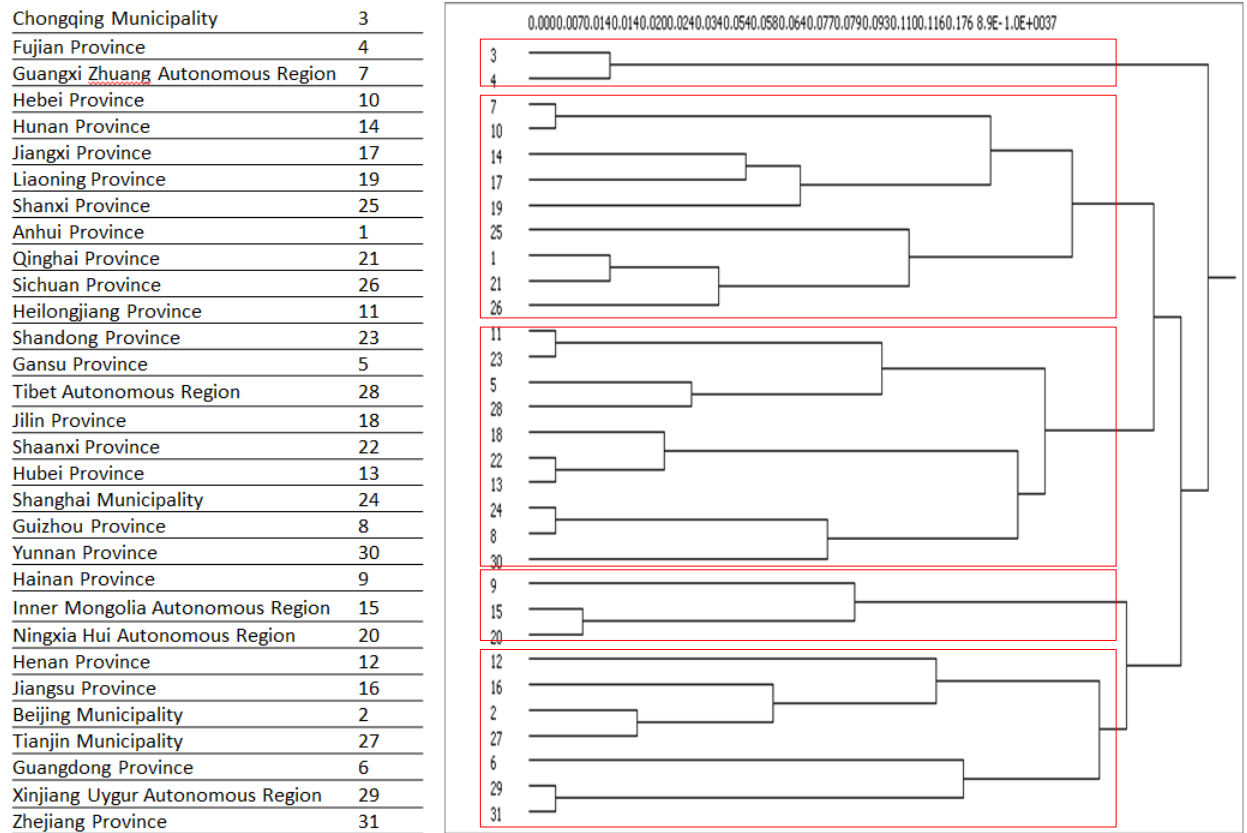 Chongqing Municipality 3
Fujian Province 4
Guangxi Zhuang Autonomous Region 7
Hebei Province 10
Hunan Province 14
Jiangxi Province 17
Liaoning Province 19
Shanxi Province 25
Anhui Province 1
Qinghai Province 21
Sichuan Province 26
Heilongjiang Province 11
Shandong Province 23
Gansu Province 5
Tibet Autonomous Region 28
Jilin Province 18
Shaanxi Province 22
Hubei Province 13
Shanghai Municipality 24
Guizhou Province 8
Yunnan Province 30
Hainan Province 9
Inner Mongolia Autonomous Region 15
Ningxia Hui Autonomous Region 20
Henan Province 12
Jiangsu Province 16
Beijing Municipality 2
Tianjin Municipality 27
Guangdong Province 6
Xinjiang Uygur Autonomous Region 29
Zhejiang Province 31
0.0000.0070.0140.0140.0200.0240.0340.0540.0580.0640.0770.0790.0930.1100.1160.176 8.9E-1.0E+0037
3
4
7
10
14
17
19
25
1
21
26
11
23
5
28
18
22
13
24
8
30
9
15
20
12
16
2
27
6
29
31